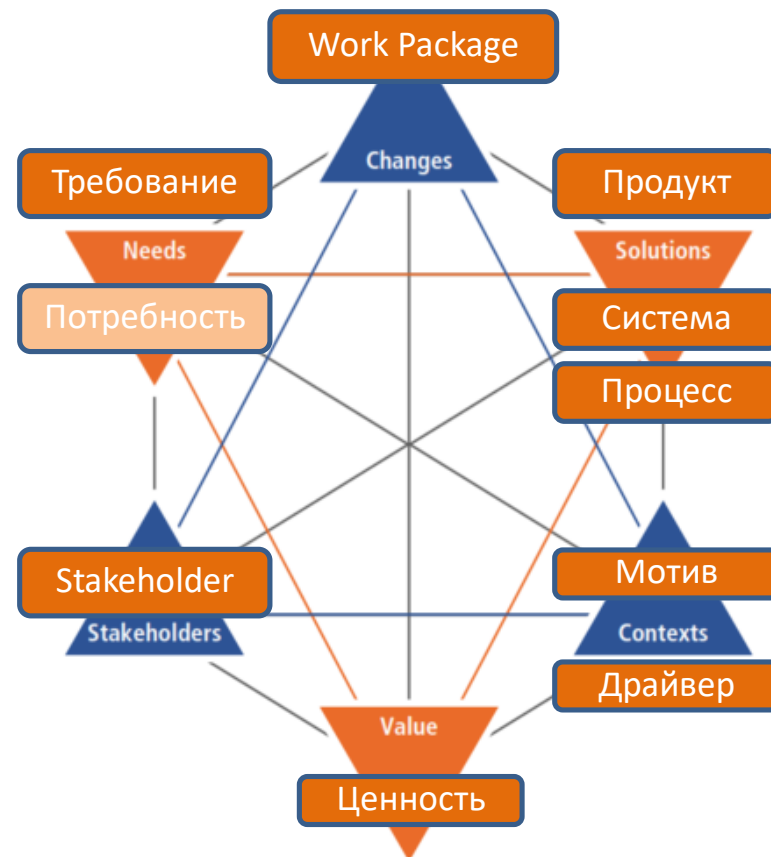 Work Package
Changes
Требование
Продукт
Needs
Solutions
Потребность
Система
Процесс
Stakeholder
Мотив
Stakeholders
Contexts
Драйвер
Value
Ценность